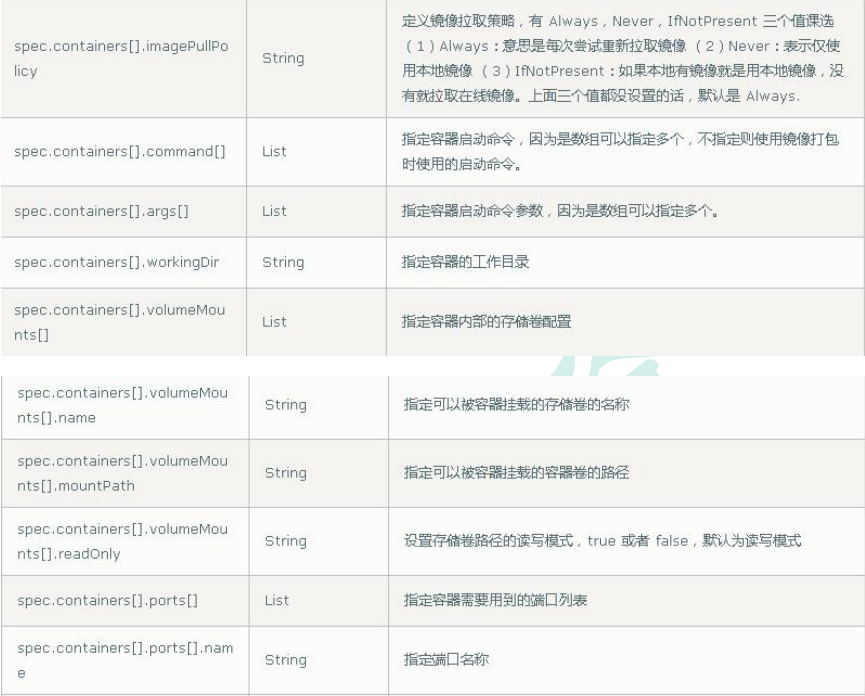 spec.containers[].imagePullPo
licy
String
定义镜像拉取策略，有 Always，Never，IfNotPresent 三个值课选
（1）Always：意思是每次尝试重新拉取镜像 （2）Never：表示仅使
用本地镜像 （3）IfNotPresent：如果本地有镜像就是用本地镜像，没
有就拉取在线镜像。上面三个值都没设置的话，默认是 Always.
spec.containers[].command[]
List
指定容器启动命令，因为是数组可以指定多个，不指定则使用镜像打包
时使用的启动命令。
spec.containers[].args[]
List
指定容器启动命令参数，因为是数组可以指定多个。
spec.containers[].workingDir
String
指定容器的工作目录
spec.containers[].volumeMou
nts[]
List
指定容器内部的存储卷配置
spec.containers[].volumeMou
nts[].name
String
指定可以被容器挂载的存储卷的名称
spec.containers[].volumeMou
nts[].mountPath
String
指定可以被容器挂载的容器卷的路径
spec.containers[].volumeMou
nts[].readOnly
String
设置存储卷路径的读写模式，true 或者 false，默认为读写模式
spec.containers[].ports[]
List
指定容器需要用到的端口列表
spec.containers[].ports[].nam
e
String
指定端口名称